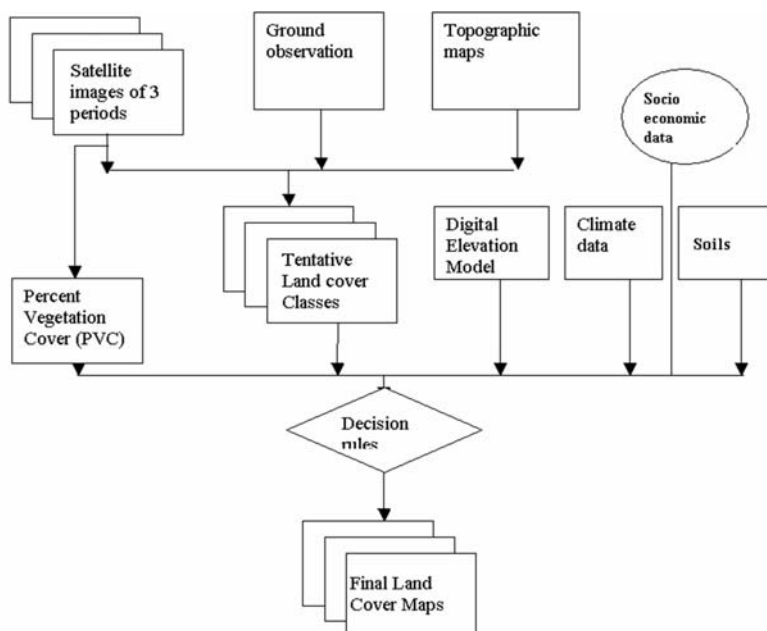 Satellite
images of 3
periods
Ground
observation
Topographic
maps
Socio
economic
data
Percent
Vegetation
Cover (PVC)
Tentative
Land cover
Classes
Digital
Elevation
Model
Climate
data
Soils
Decision
rules
Final Land
Cover Maps